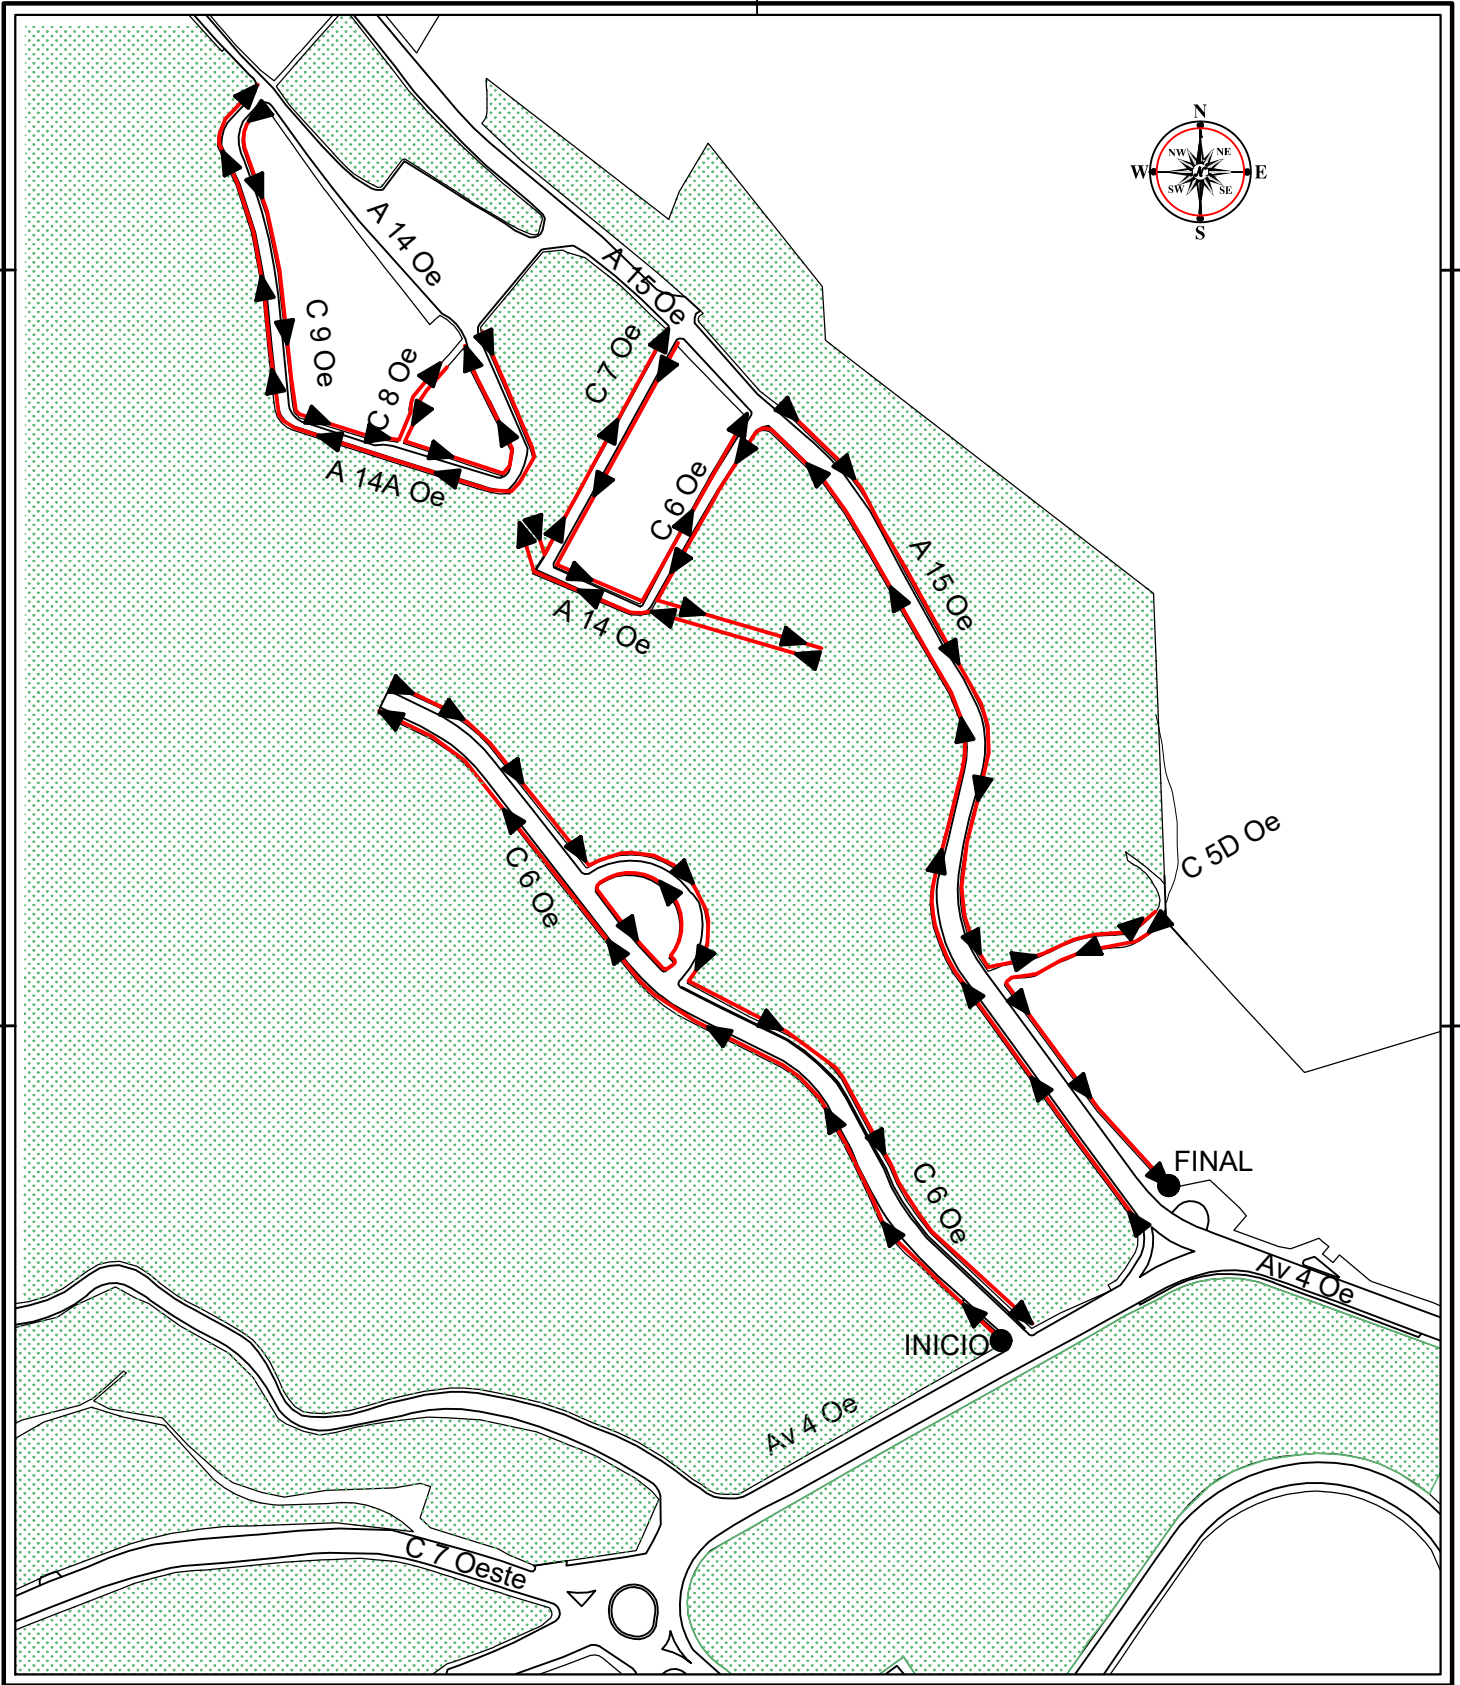 N
NW
NE
W
E
SW
SE
S
A 14 Oe
A 15 Oe
C 9 Oe
C 8 Oe
C 7 Oe
A 14A Oe
C 6 Oe
A 15 Oe
A 14 Oe
C 5D Oe
C 6 Oe
FINAL
C 6 Oe
Av 4 Oe
INICIO
Av 4 Oe
C 7 Oeste